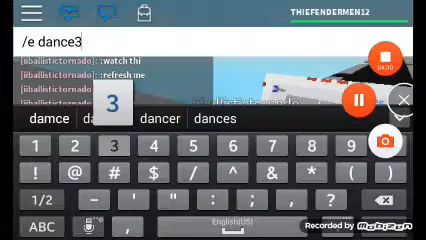 THIEFENDERMEN12
/e dance3
[iiballistictornado]: :watch thi
[iiballistictornado]: :refresh me
iiballistictornado
04:30
3
damce dancer dances
1 2 3 4 5 6 7 8 9
! @ # $ / ^ & * ( )
1/2 - ' " : ; , ?
ABC , English(US)
Recorded by Mobizen